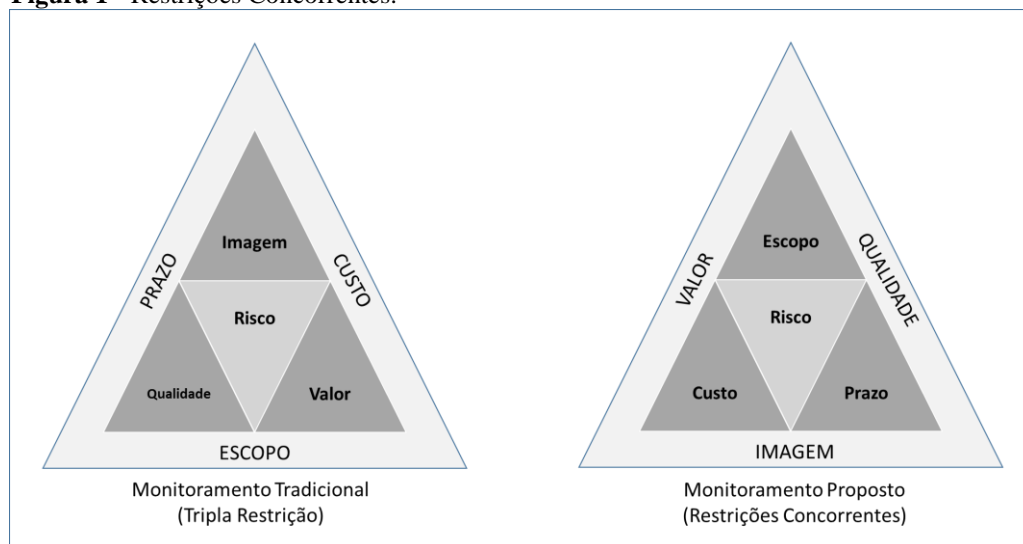 Figura 1 - Restrições Concorrentes.
PRAZO
CUSTO
Imagem
Risco
Qualidade
Valor
ESCOPO
Monitoramento Tradicional
(Tripla Restrição)
VALOR
QUALIDADE
Escopo
Risco
Custo
Prazo
IMAGEM
Monitoramento Proposto
(Restrições Concorrentes)